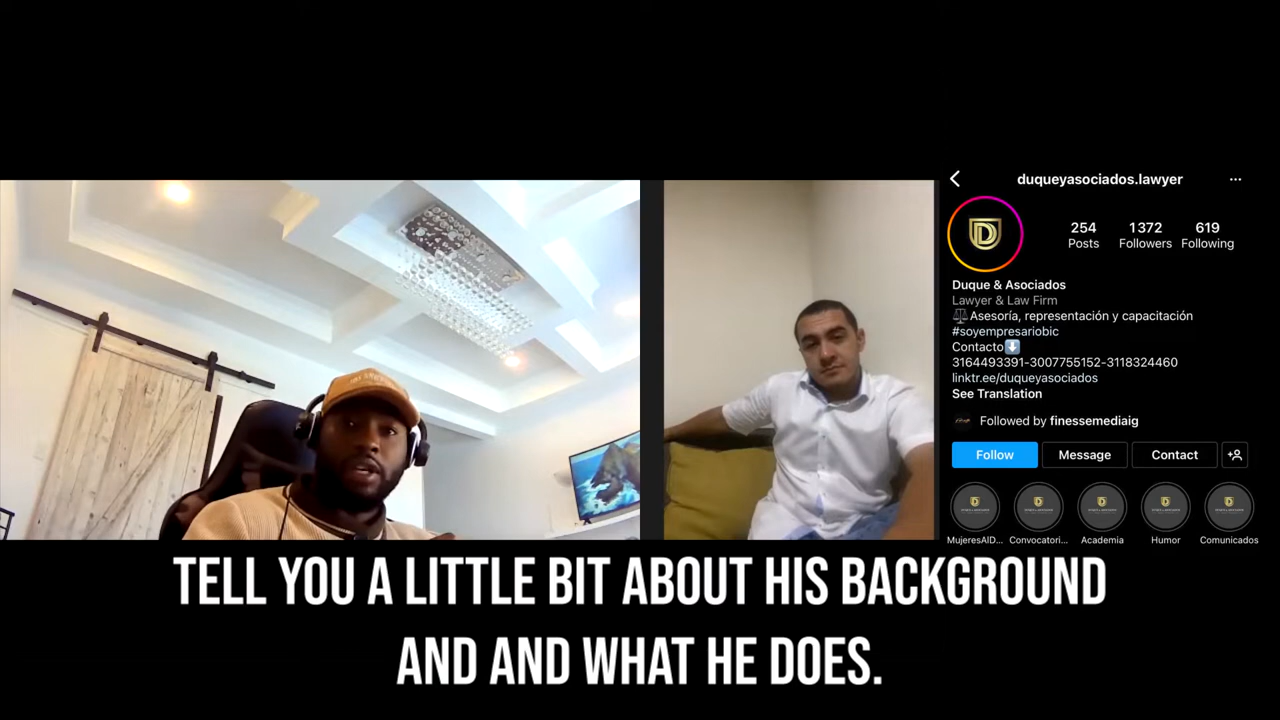 duqueyasociados.lawyer
254
1372
619
Posts
Followers
Following
Duque & Asociados
Lawyer & Law Firm
Asesoría, representación y capacitación
#soyempresariobic
Contacto
3164493391-3007755152-3118324460
linktr.ee/duqueyasociados
See Translation
Followed by finessemediaig
Follow
Message
Contact
MujeresAlD...
Convocatori...
Academia
Humor
Comunicados
TELL YOU A LITTLE BIT ABOUT HIS BACKGROUND
AND AND WHAT HE DOES.